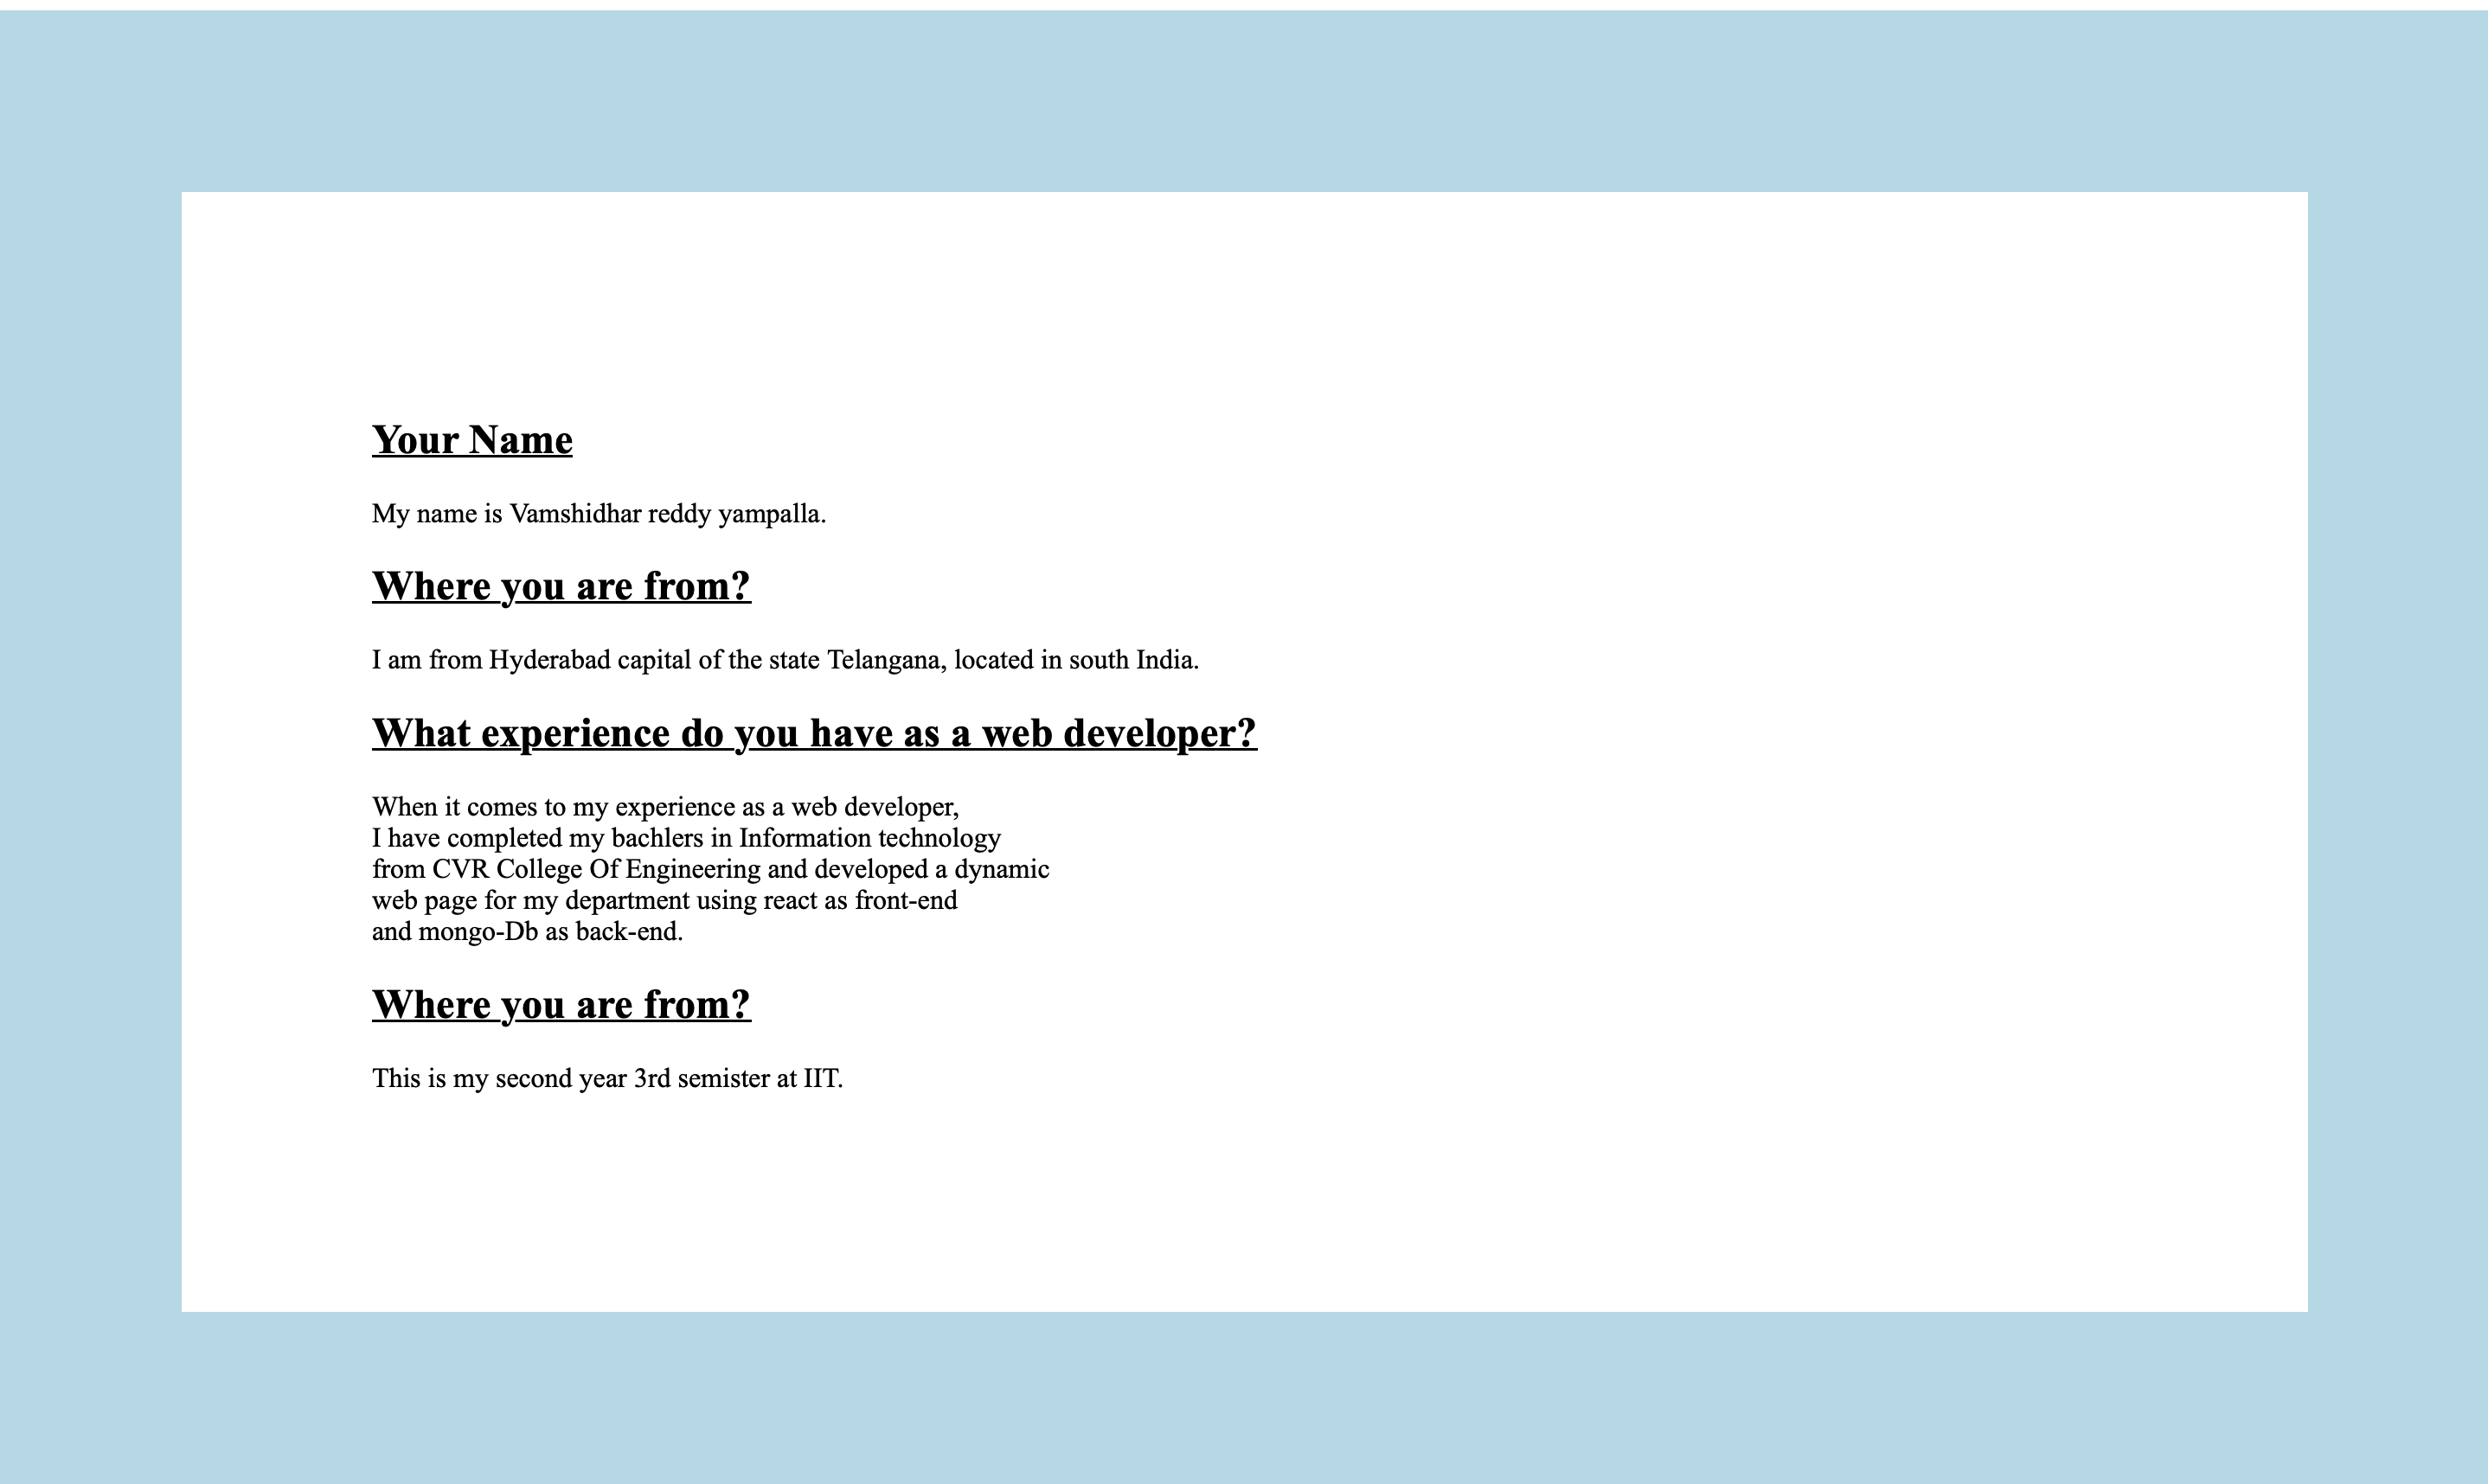 Your Name
My name is Vamshidhar reddy yampalla.
Where you are from?
I am from Hyderabad capital of the state Telangana, located in south India.
What experience do you have as a web developer?
When it comes to my experience as a web developer,
I have completed my bachlers in Information technology
from CVR College Of Engineering and developed a dynamic
web page for my department using react as front-end
and mongo-Db as back-end.
Where you are from?
This is my second year 3rd semister at IIT.